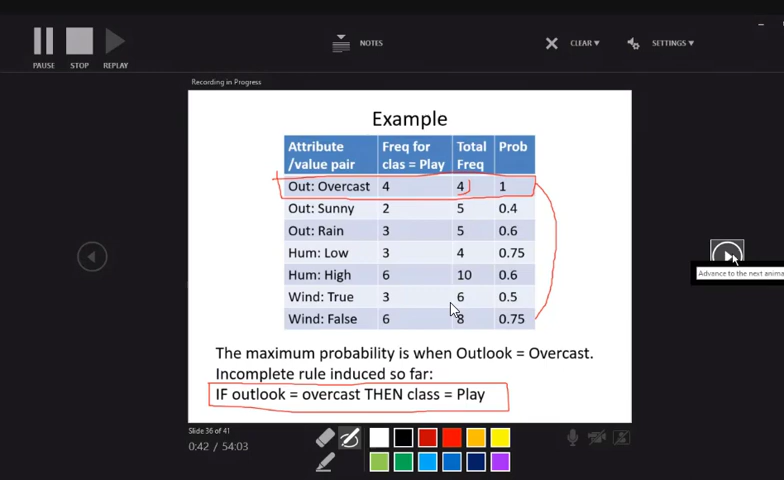 NOTES
CLEAR ▼
SETTINGS ▼
PAUSE STOP REPLAY
Recording in Progress
Example
Attribute /value pair | Freq for clas = Play | Total Freq | Prob
Out: Overcast 4 4 1
Out: Sunny 2 5 0.4
Out: Rain 3 5 0.6
Hum: Low 3 4 0.75
Hum: High 6 10 0.6
Wind: True 3 6 0.5
Wind: False 6 8 0.75
Advance to the next anima
The maximum probability is when Outlook = Overcast.
Incomplete rule induced so far:
IF outlook = overcast THEN class = Play
Slide 36 of 41
0:42 / 54:03